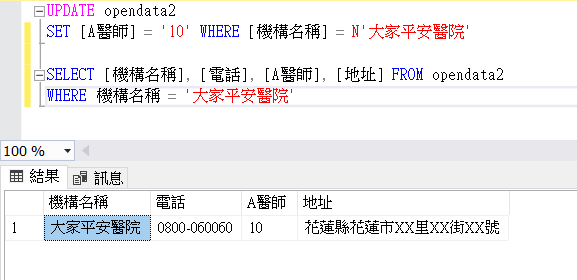 UPDATE opendata2
SET [A醫師] = '10' WHERE [機構名稱] = N'大家平安醫院'
SELECT [機構名稱], [電話], [A醫師], [地址] FROM opendata2
WHERE 機構名稱 = '大家平安醫院'
100 %
結果 訊息
機構名稱 電話 A醫師 地址
1 大家平安醫院 0800-060060 10 花蓮縣花蓮市XX里XX街XX號